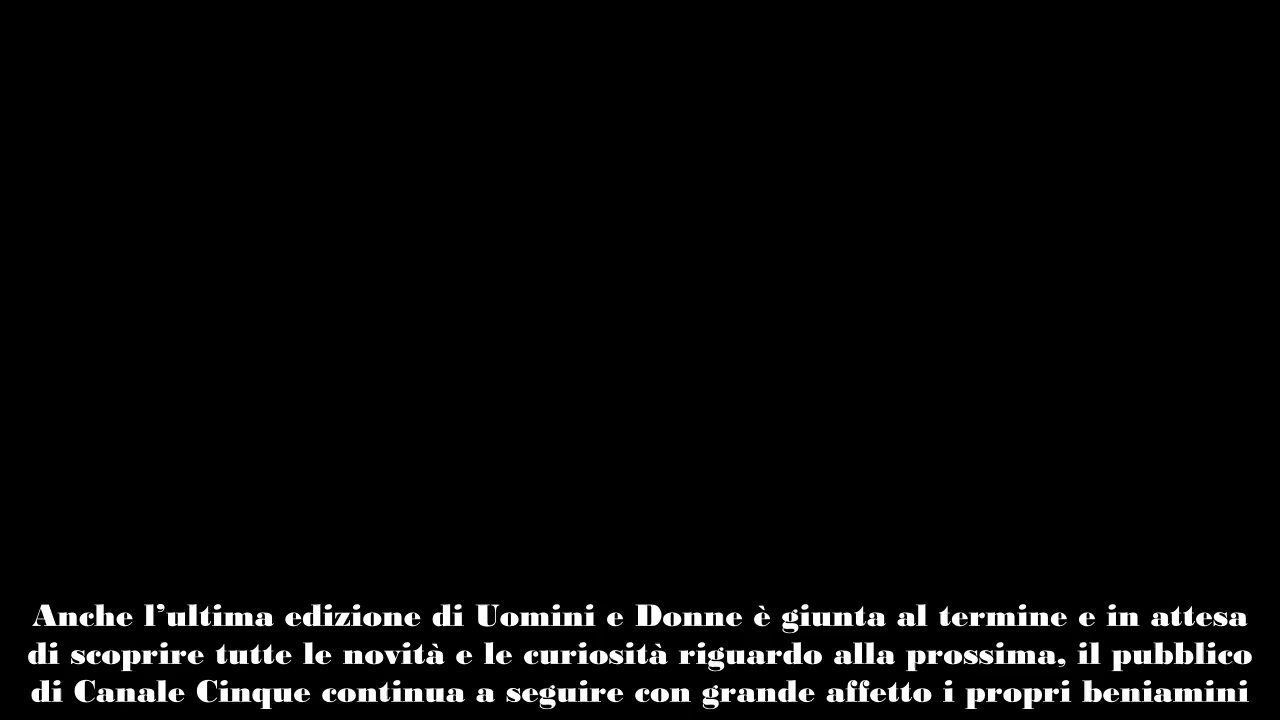 Anche l’ultima edizione di Uomini e Donne è giunta al termine e in attesa
di scoprire tutte le novità e le curiosità riguardo alla prossima, il pubblico
di Canale Cinque continua a seguire con grande affetto i propri beniamini